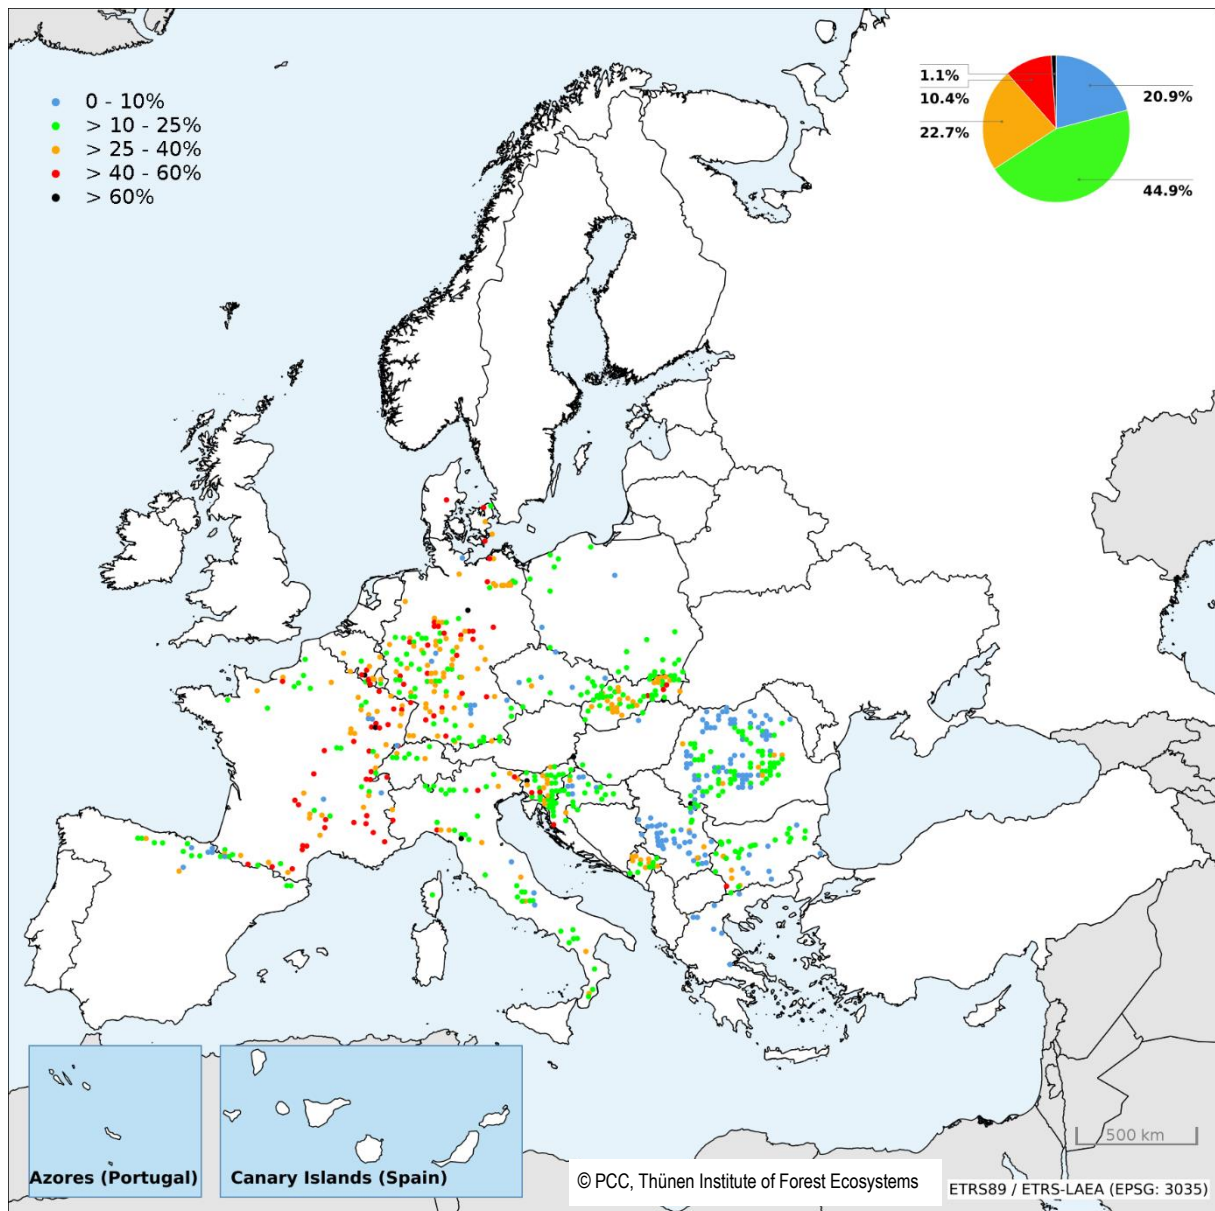 0 - 10%
> 10 - 25%
> 25 - 40%
> 40 - 60%
> 60%
1.1%
10.4%
22.7%
20.9%
44.9%
500 km
Azores (Portugal)
Canary Islands (Spain)
© PCC, Thünen Institute of Forest Ecosystems
ETRS89 / ETRS-LAEA (EPSG: 3035)